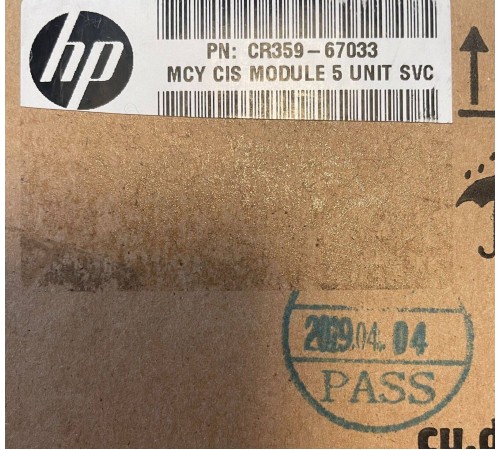 hp
PN: CR359-67033
MCY CIS MODULE 5 UNIT SVC
2019.04. 04
PASS